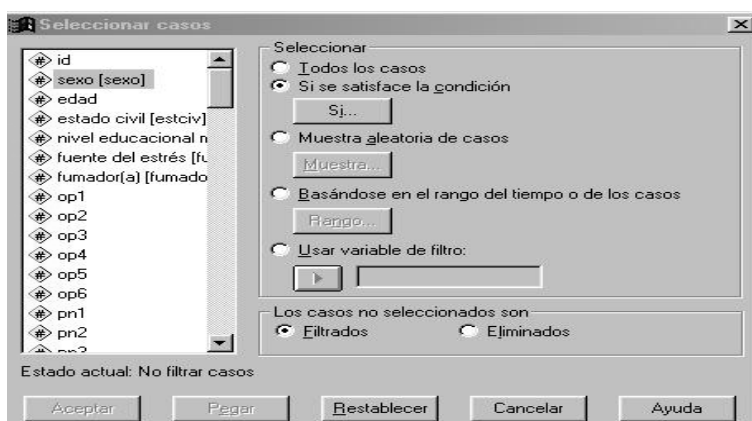 Seleccionar casos
id
sexo [sexo]
edad
estado civil [estciv]
nivel educacional n
fuente del estrés [fu
fumador(a) [fumado
op1
op2
op3
op4
op5
op6
pn1
pn2
pn3
Seleccionar
Todos los casos
Si se satisface la condición
Si...
Muestra aleatoria de casos
Muestra...
Basándose en el rango del tiempo o de los casos
Rango...
Usar variable de filtro:
Los casos no seleccionados son
Filtrados
Eliminados
Estado actual: No filtrar casos
Aceptar
Pegar
Restablecer
Cancelar
Ayuda